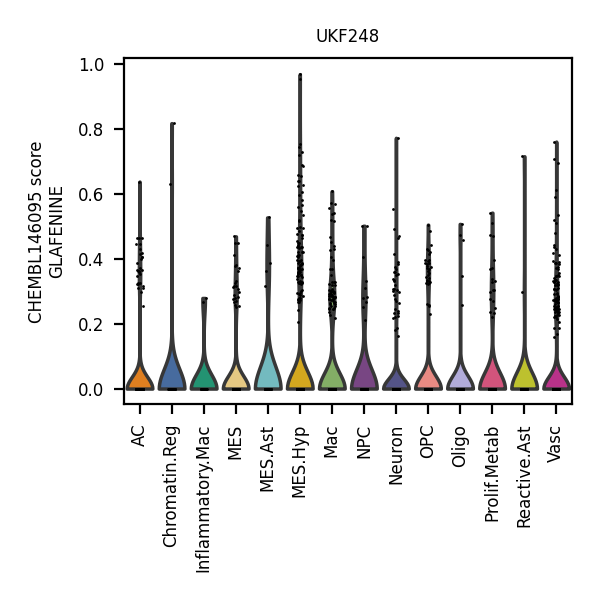 UKF248
CHEMBL146095 score
GLAFENINE
1.0
0.8
0.6
0.4
0.2
0.0
AC
Chromatin.Reg
Inflammatory.Mac
MES
MES.Ast
MES.Hyp
Mac
NPC
Neuron
OPC
Oligo
Prolif.Metab
Reactive.Ast
Vasc